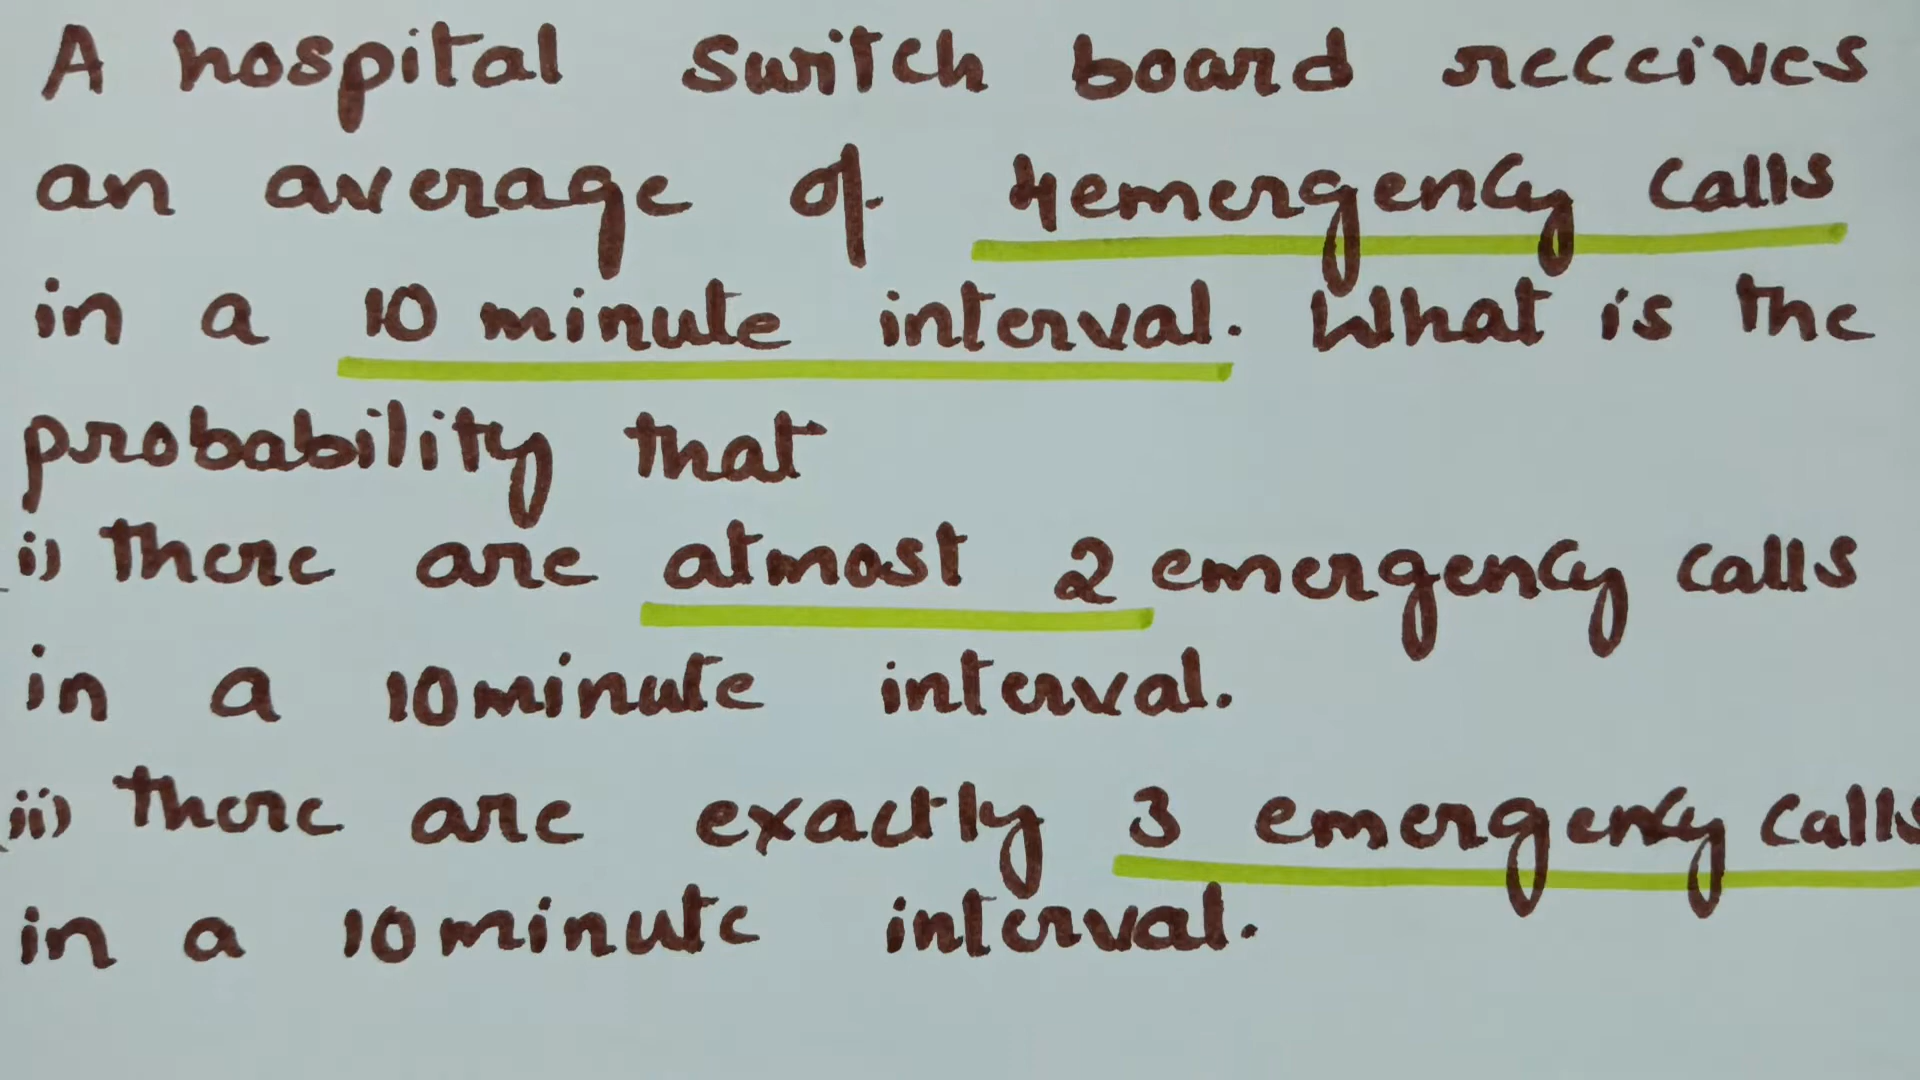 A hospital switch board receives
an average of 4 emergency calls
in a 10 minute interval. What is the
probability that
i) there are atmost 2 emergency calls
in a 10 minute interval.
ii) there are exactly 3 emergency calls
in a 10 minute interval.